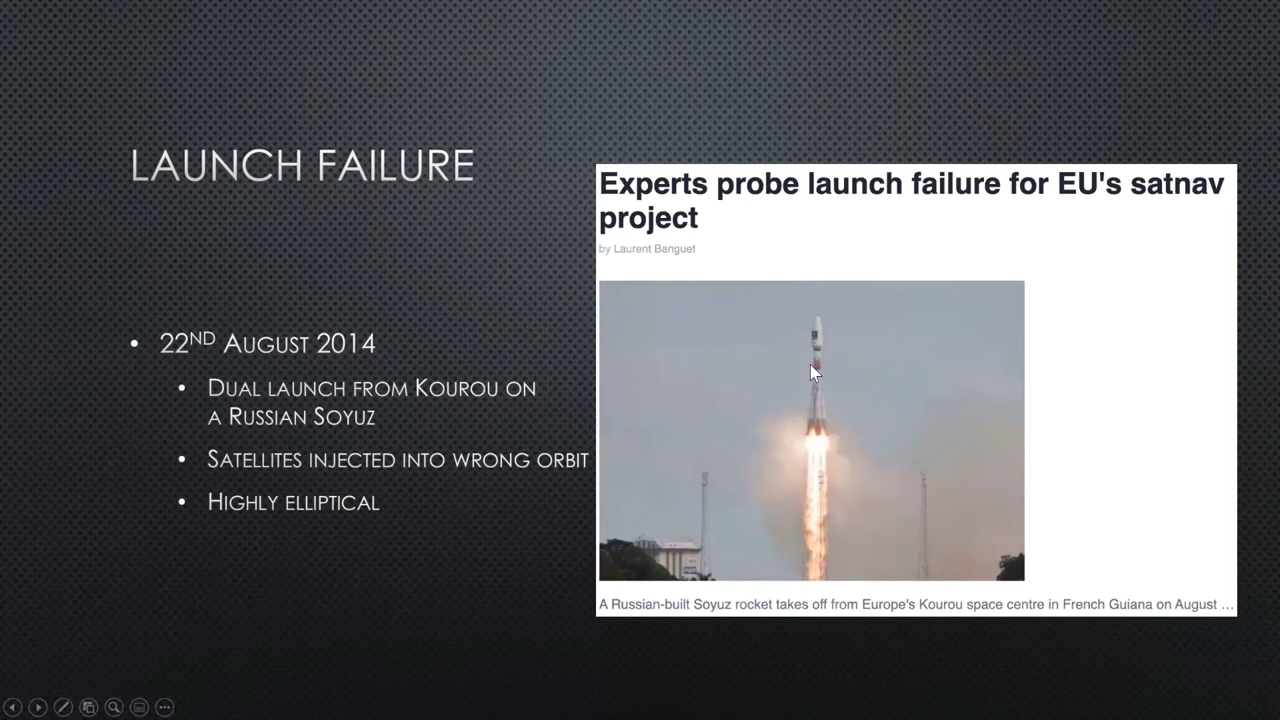 LAUNCH FAILURE
• 22ND AUGUST 2014
• DUAL LAUNCH FROM KOUROU ON
A RUSSIAN SOYUZ
• SATELLITES INJECTED INTO WRONG ORBIT
• HIGHLY ELLIPTICAL
Experts probe launch failure for EU's satnav
project
by Laurent Banguet
A Russian-built Soyuz rocket takes off from Europe's Kourou space centre in French Guiana on August ...